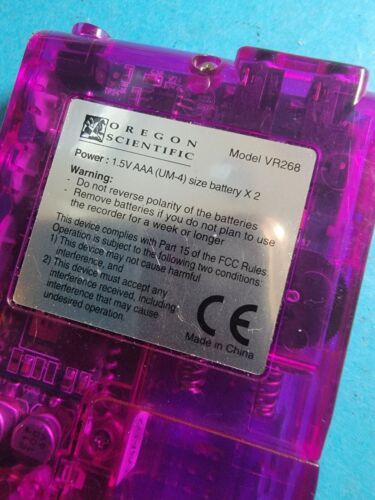 OREGON
SCIENTIFIC
Model VR268
Power : 1.5V AAA (UM-4) size battery X 2
Warning:
- Do not reverse polarity of the batteries
- Remove batteries if you do not plan to use
the recorder for a week or longer
This device complies with Part 15 of the FCC Rules
Operation is subject to the following two conditions:
1) This device may not cause harmful
interference, and
2) This device must accept any
interference received, including
interference that may cause
undesired operation.
CE
Made in China